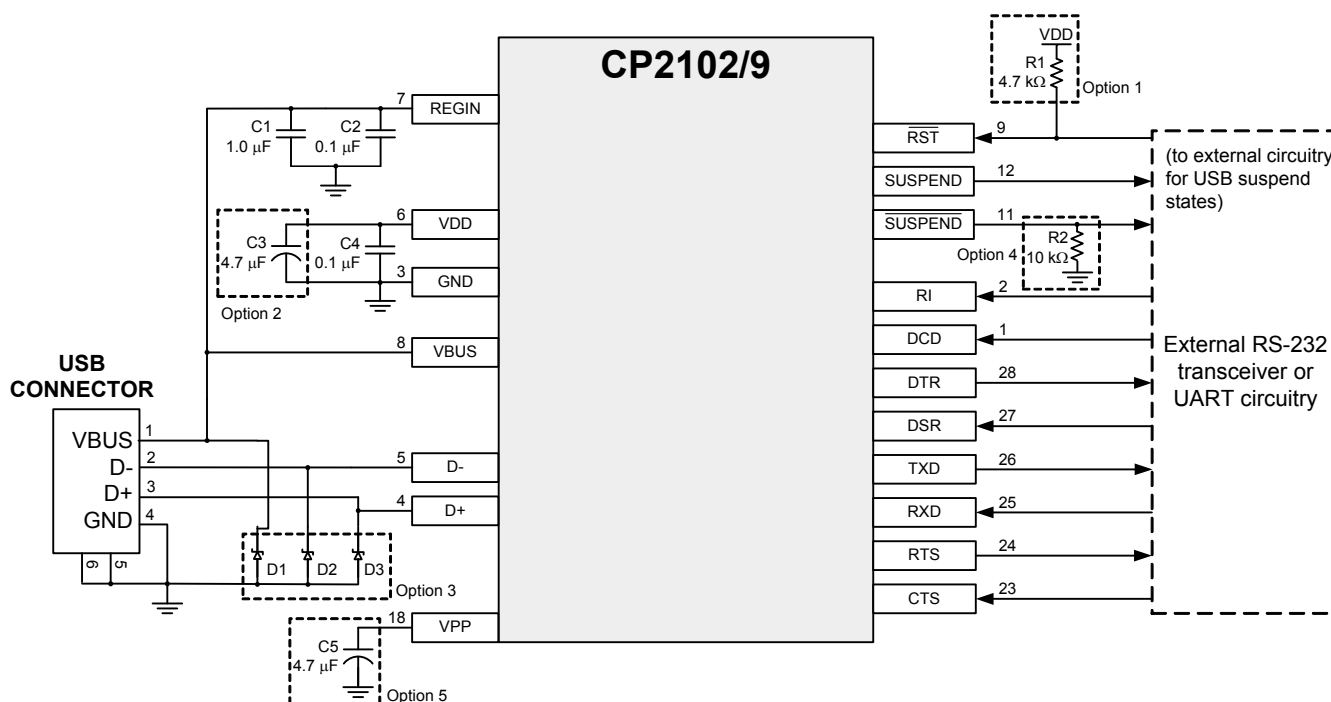 CP2102/9
VDD
R1
4.7 kΩ
Option 1
7
REGIN
C1
1.0 μF
C2
0.1 μF
RST
9
(to external circuitry
for USB suspend
states)
SUSPEND
12
6
VDD
SUSPEND
11
C3
4.7 μF
C4
0.1 μF
Option 4
R2
10 kΩ
3
GND
Option 2
RI
2
8
VBUS
DCD
1
External RS-232
transceiver or
UART circuitry
USB
CONNECTOR
DTR
28
VBUS
1
DSR
27
D-
2
5
D-
TXD
26
D+
3
4
D+
RXD
25
GND
4
6
5
D1
D2
D3
Option 3
RTS
24
CTS
23
18
VPP
C5
4.7 μF
Option 5